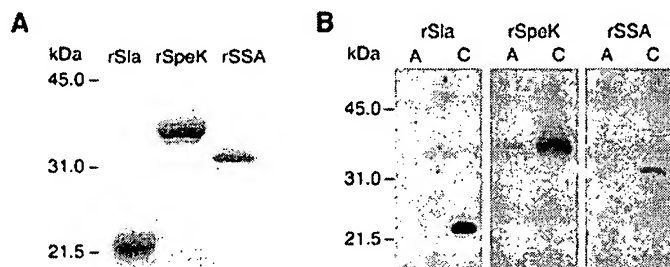 A
kDa rSla rSpeK rSSA
45.0 –
31.0 –
21.5 –
B
rSla rSpeK rSSA
kDa A C A C A C
45.0 –
31.0 –
21.5 –